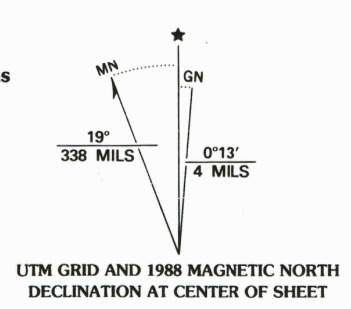 s
MN
GN
19°
338 MILS
0°13′
4 MILS
UTM GRID AND 1988 MAGNETIC NORTH
DECLINATION AT CENTER OF SHEET